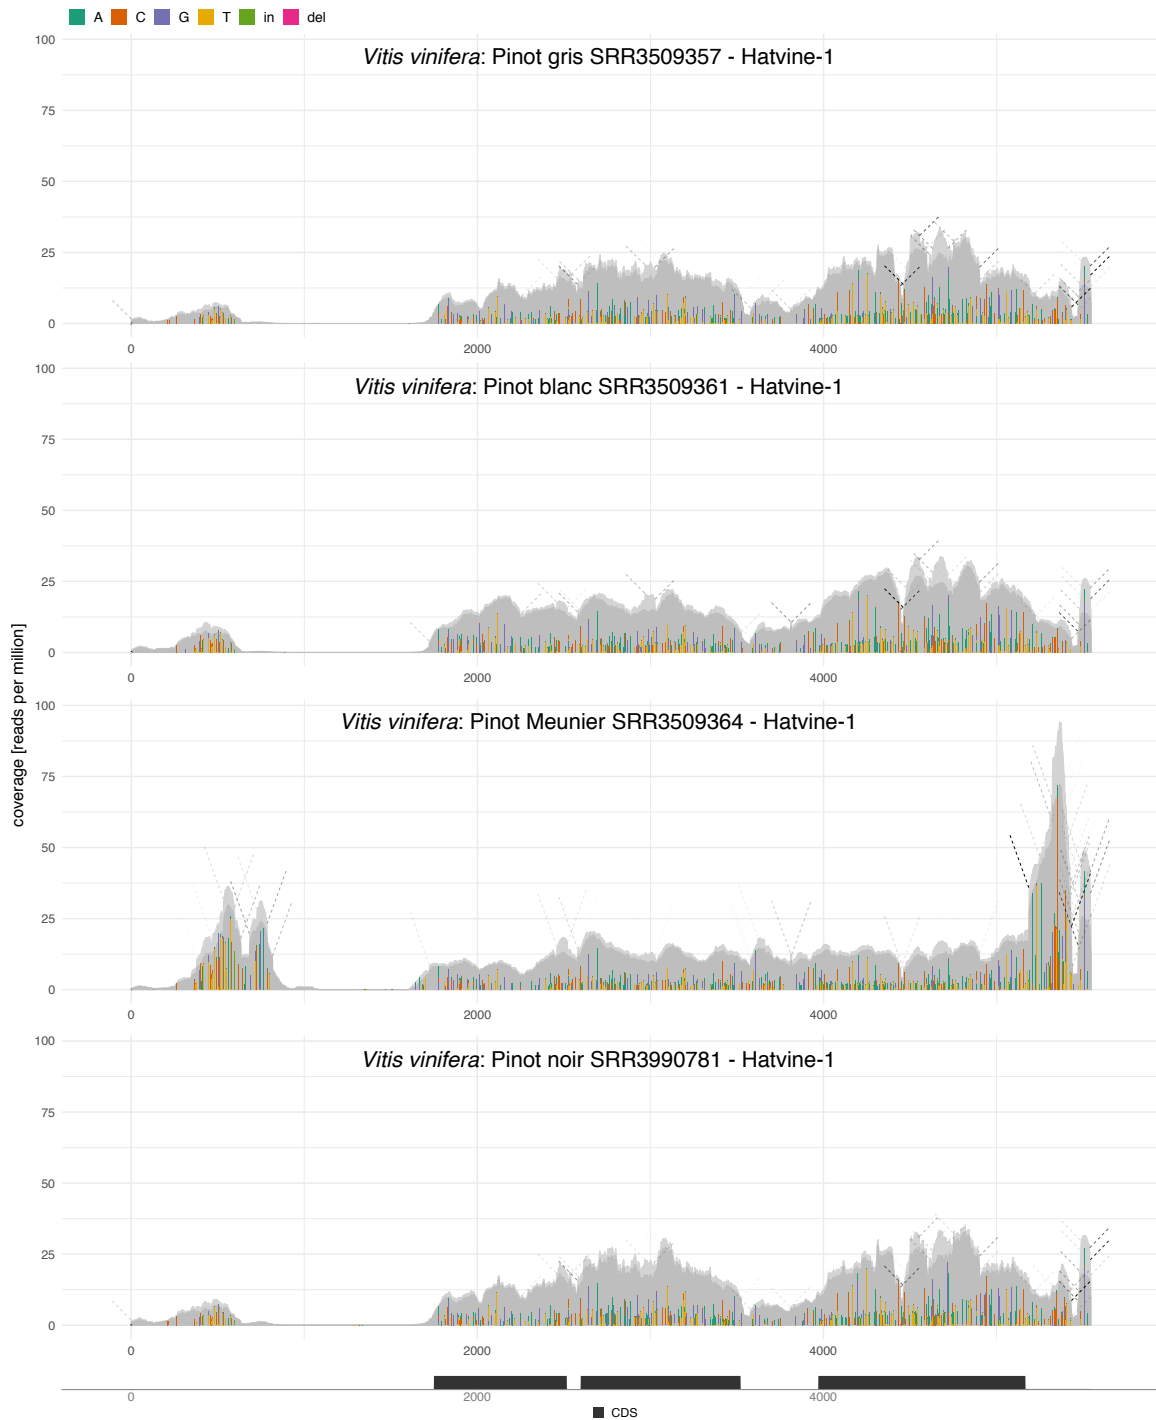 A C G T in del
Vitis vinifera: Pinot gris SRR3509357 - Hatvine-1
100
75
50
25
0
0 2000 4000
Vitis vinifera: Pinot blanc SRR3509361 - Hatvine-1
100
75
50
25
0
0 2000 4000
coverage [reads per million]
Vitis vinifera: Pinot Meunier SRR3509364 - Hatvine-1
100
75
50
25
0
0 2000 4000
Vitis vinifera: Pinot noir SRR3990781 - Hatvine-1
100
75
50
25
0
0 2000 4000
0 2000 4000
CDS